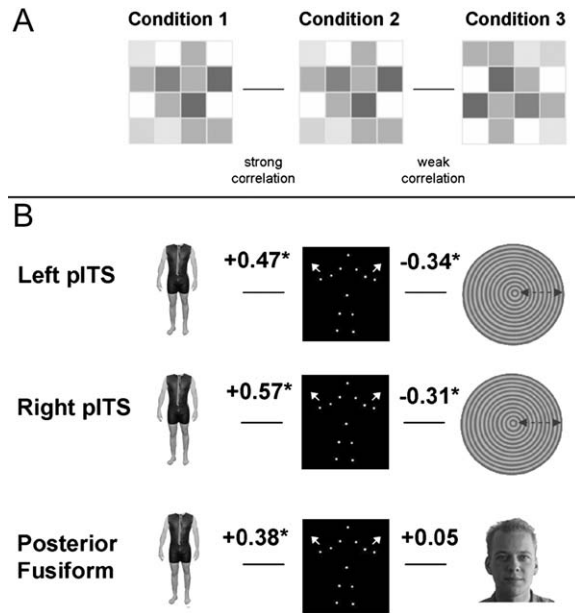 A
Condition 1 Condition 2 Condition 3
strong
correlation
weak
correlation
B
Left pITS +0.47* -0.34*
Right pITS +0.57* -0.31*
Posterior
Fusiform
+0.38* +0.05